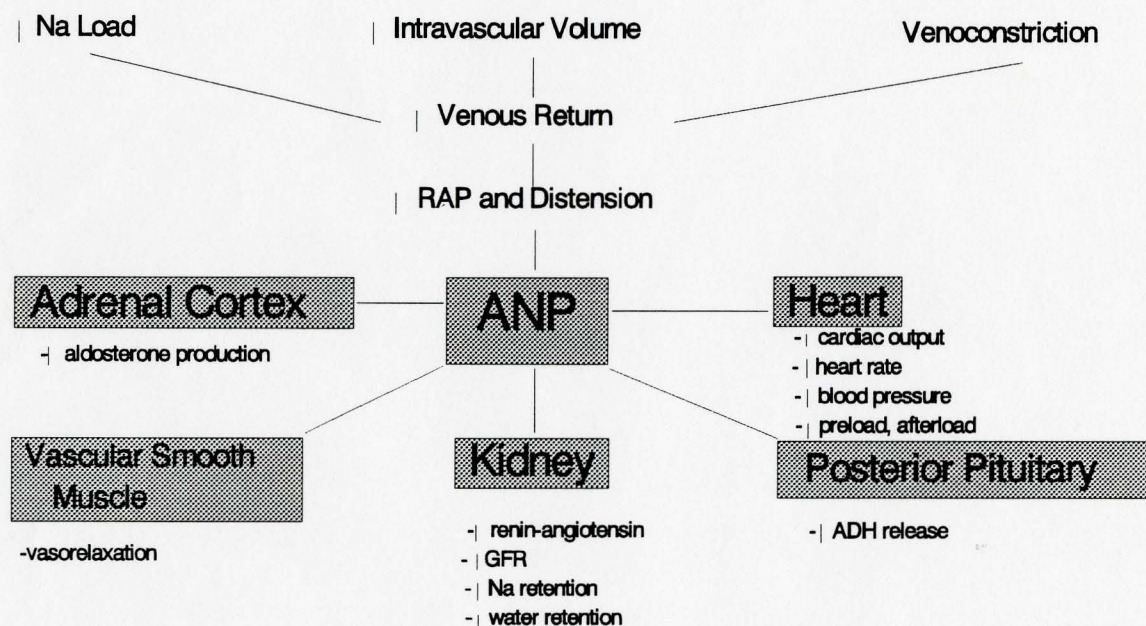 | Na Load
| Intravascular Volume
Venoconstriction
| Venous Return
| RAP and Distension
Adrenal Cortex
-| aldosterone production
ANP
Heart
-| cardiac output
-| heart rate
-| blood pressure
-| preload, afterload
Vascular Smooth
Muscle
-vasorelaxation
Kidney
-| renin-angiotensin
-| GFR
-| Na retention
-| water retention
Posterior Pituitary
-| ADH release